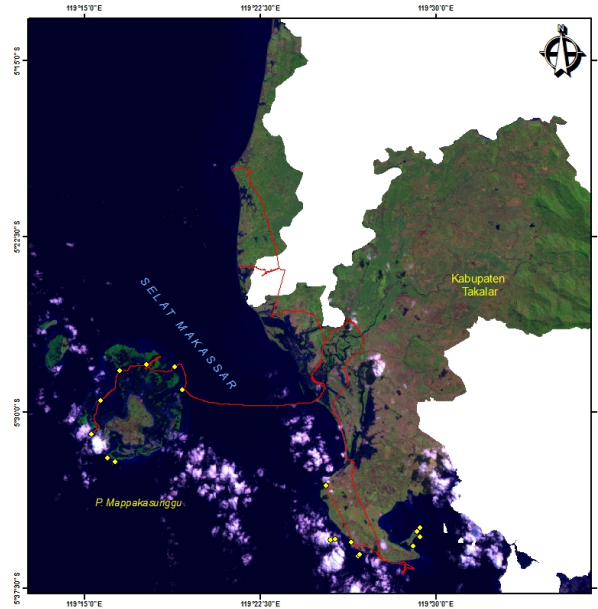 119°15'0"E
119°22'30"E
119°30'0"E
5°15'0"S
5°22'30"S
5°30'0"S
5°37'30"S
Kabupaten
Takalar
SELAT MAKASSAR
P. Mappakasunggu
119°15'0"E
119°22'30"E
119°30'0"E